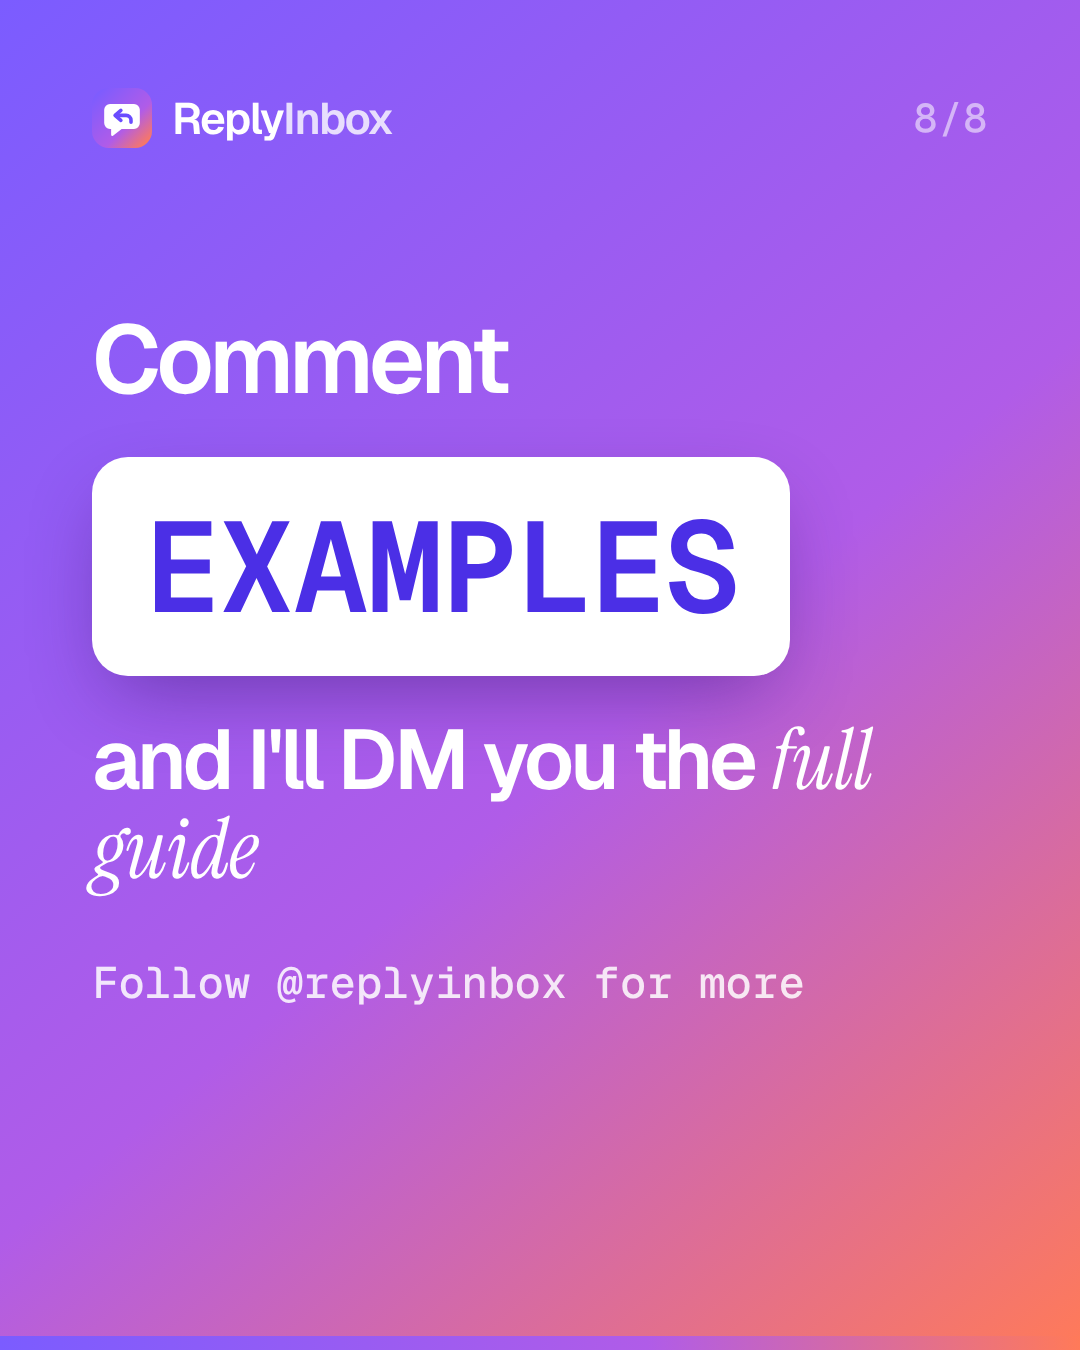 ReplyInbox
8/8
Comment
EXAMPLES
and I'll DM you the full
guide
Follow @replyinbox for more